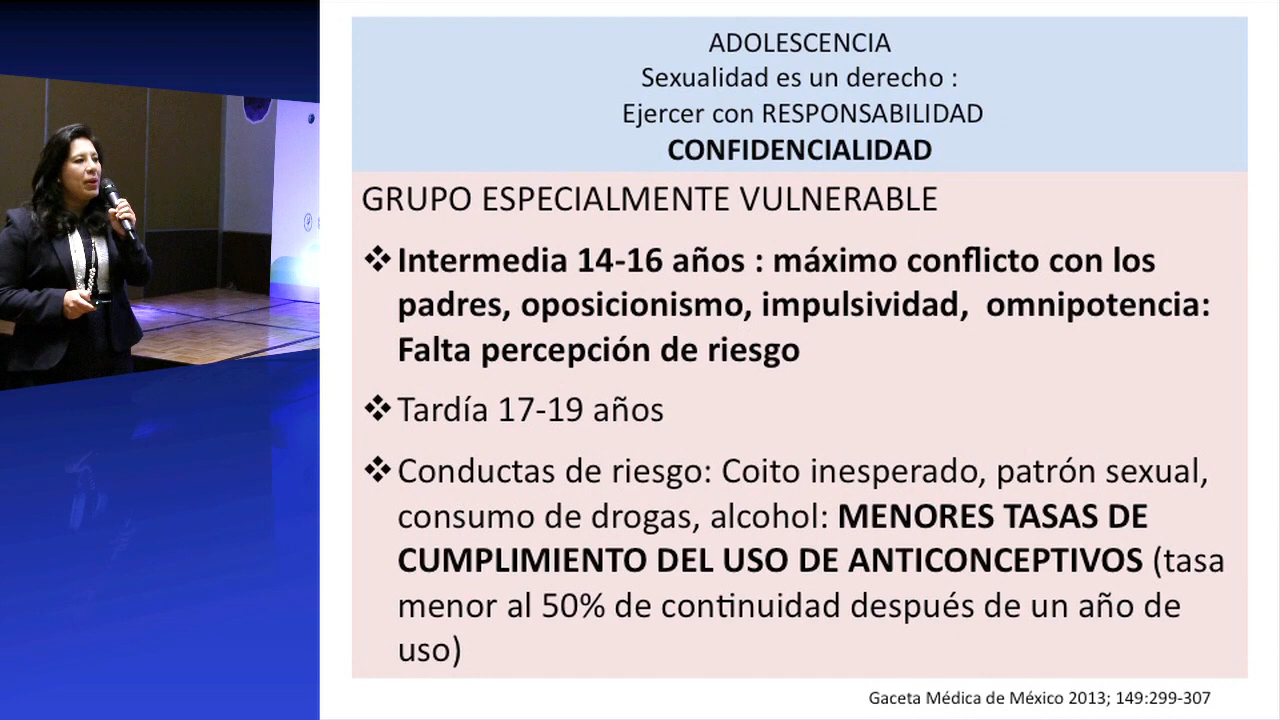 ADOLESCENCIA
Sexualidad es un derecho :
Ejercer con RESPONSABILIDAD
CONFIDENCIALIDAD
GRUPO ESPECIALMENTE VULNERABLE
❖Intermedia 14-16 años : máximo conflicto con los
padres, oposicionismo, impulsividad, omnipotencia:
Falta percepción de riesgo
❖Tardía 17-19 años
❖Conductas de riesgo: Coito inesperado, patrón sexual,
consumo de drogas, alcohol: MENORES TASAS DE
CUMPLIMIENTO DEL USO DE ANTICONCEPTIVOS (tasa
menor al 50% de continuidad después de un año de
uso)
Gaceta Médica de México 2013; 149:299-307